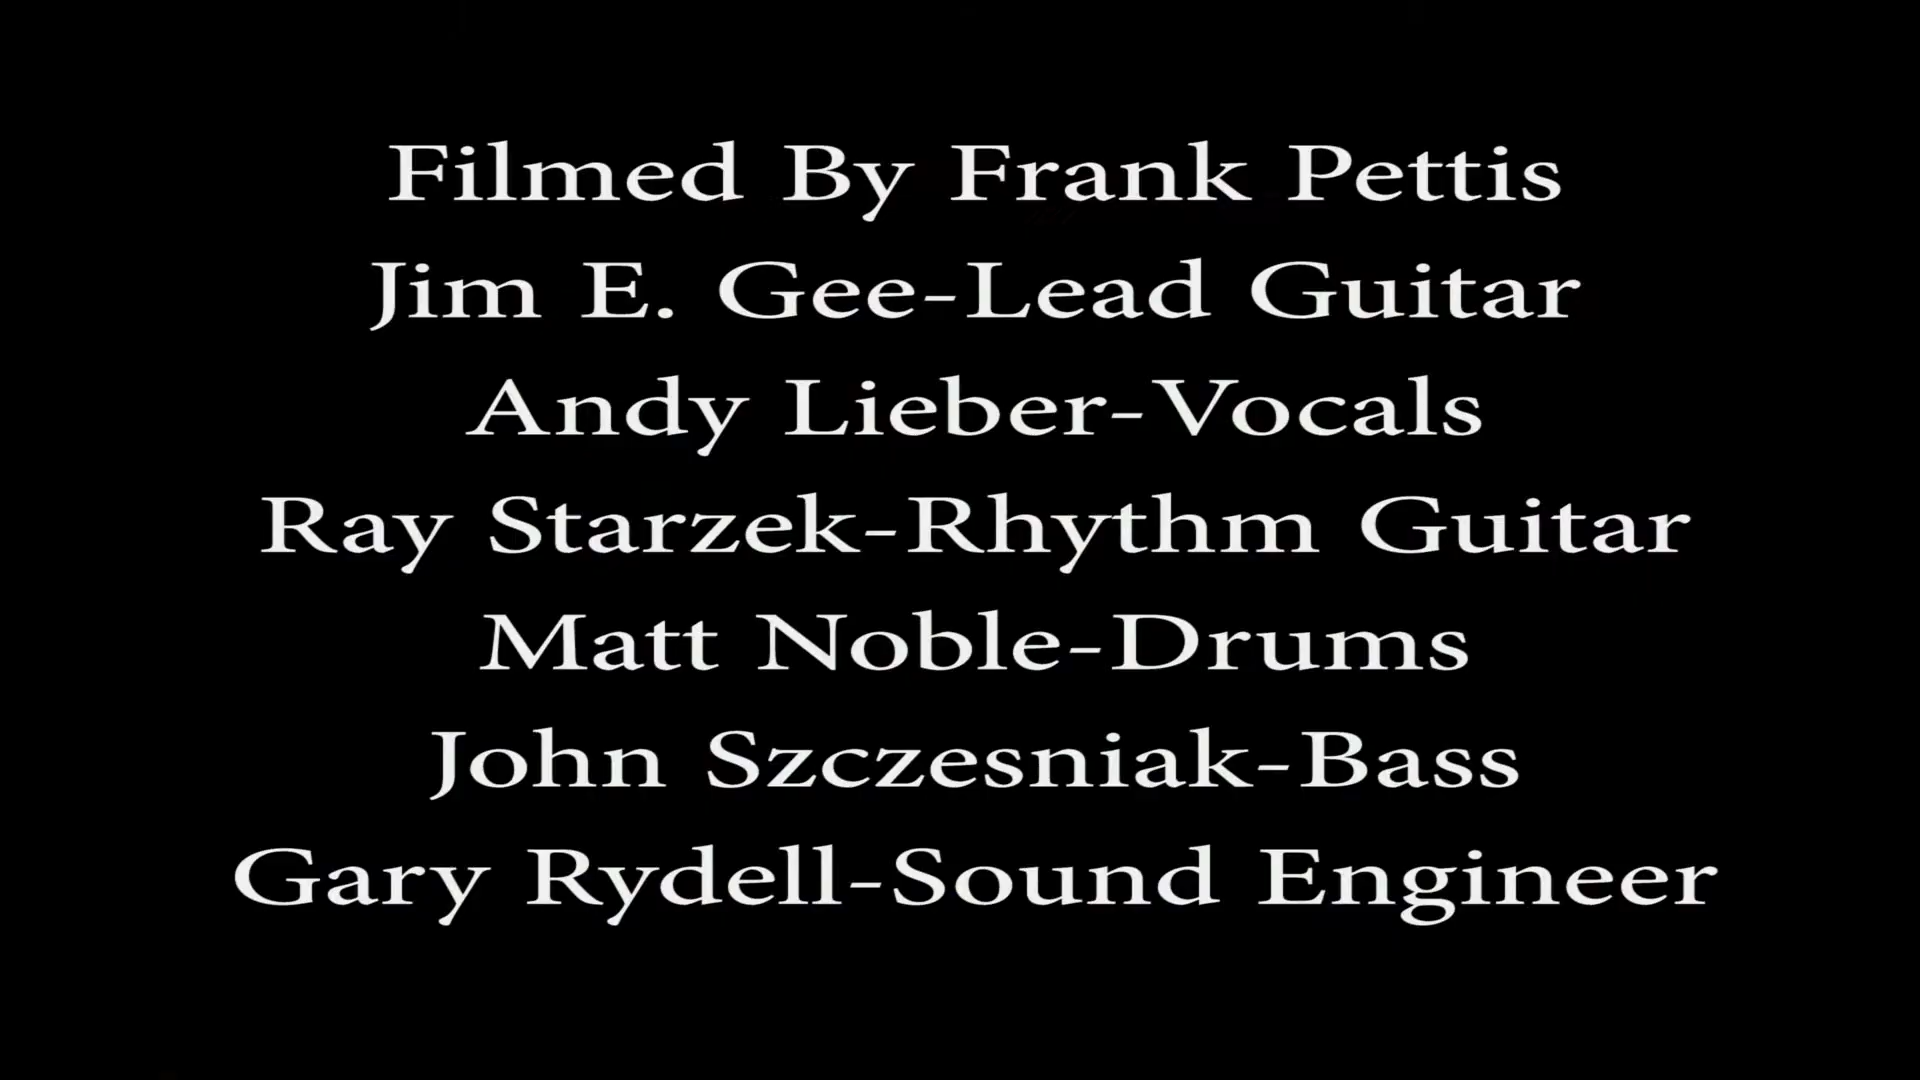 Filmed By Frank Pettis
Jim E. Gee-Lead Guitar
Andy Lieber-Vocals
Ray Starzek-Rhythm Guitar
Matt Noble-Drums
John Szczesniak-Bass
Gary Rydell-Sound Engineer